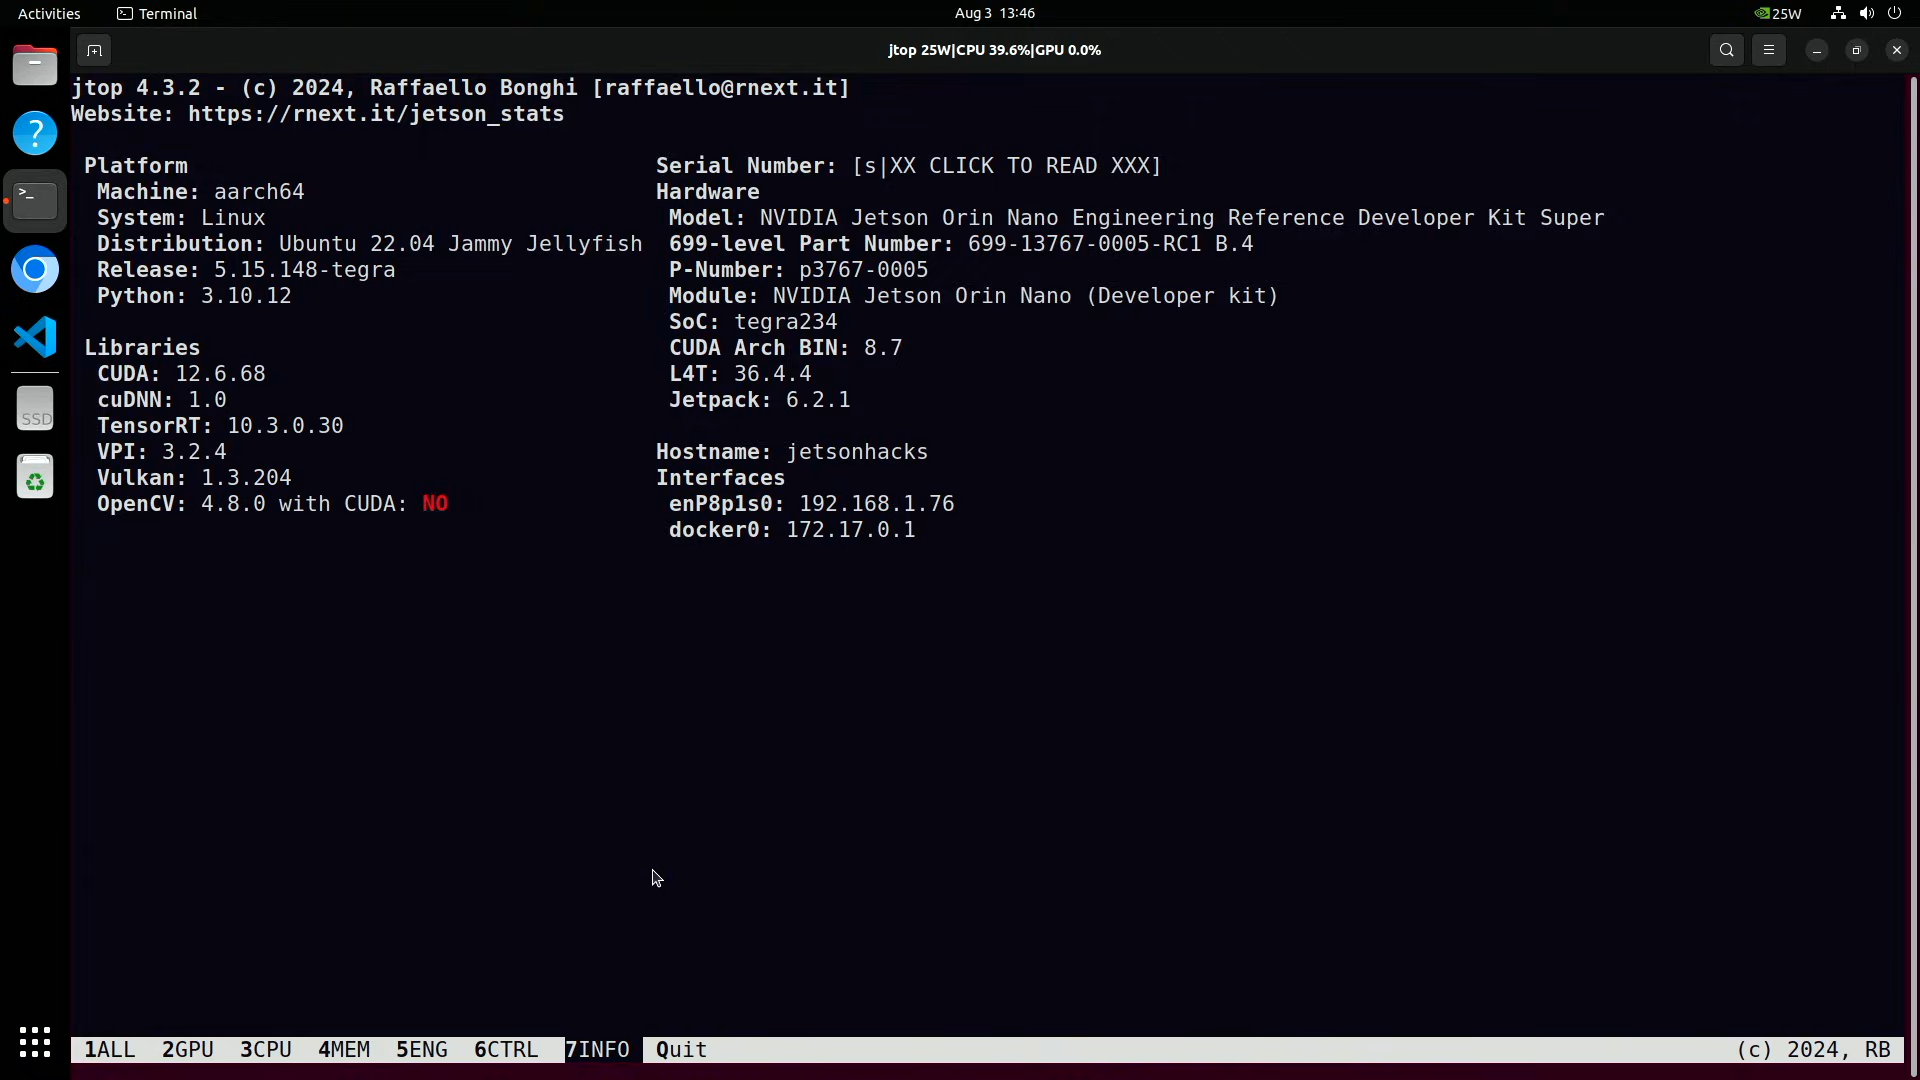 Activities Terminal Aug 3 13:46 25W
jtop 25W|CPU 39.6%|GPU 0.0%
jtop 4.3.2 - (c) 2024, Raffaello Bonghi [raffaello@rnext.it]
Website: https://rnext.it/jetson_stats
Platform
Machine: aarch64
System: Linux
Distribution: Ubuntu 22.04 Jammy Jellyfish
Release: 5.15.148-tegra
Python: 3.10.12
Libraries
CUDA: 12.6.68
cuDNN: 1.0
TensorRT: 10.3.0.30
VPI: 3.2.4
Vulkan: 1.3.204
OpenCV: 4.8.0 with CUDA: NO
Serial Number: [s|XX CLICK TO READ XXX]
Hardware
Model: NVIDIA Jetson Orin Nano Engineering Reference Developer Kit Super
699-level Part Number: 699-13767-0005-RC1 B.4
P-Number: p3767-0005
Module: NVIDIA Jetson Orin Nano (Developer kit)
SoC: tegra234
CUDA Arch BIN: 8.7
L4T: 36.4.4
Jetpack: 6.2.1
Hostname: jetsonhacks
Interfaces
enP8p1s0: 192.168.1.76
docker0: 172.17.0.1
SSD
1ALL 2GPU 3CPU 4MEM 5ENG 6CTRL 7INFO Quit (c) 2024, RB